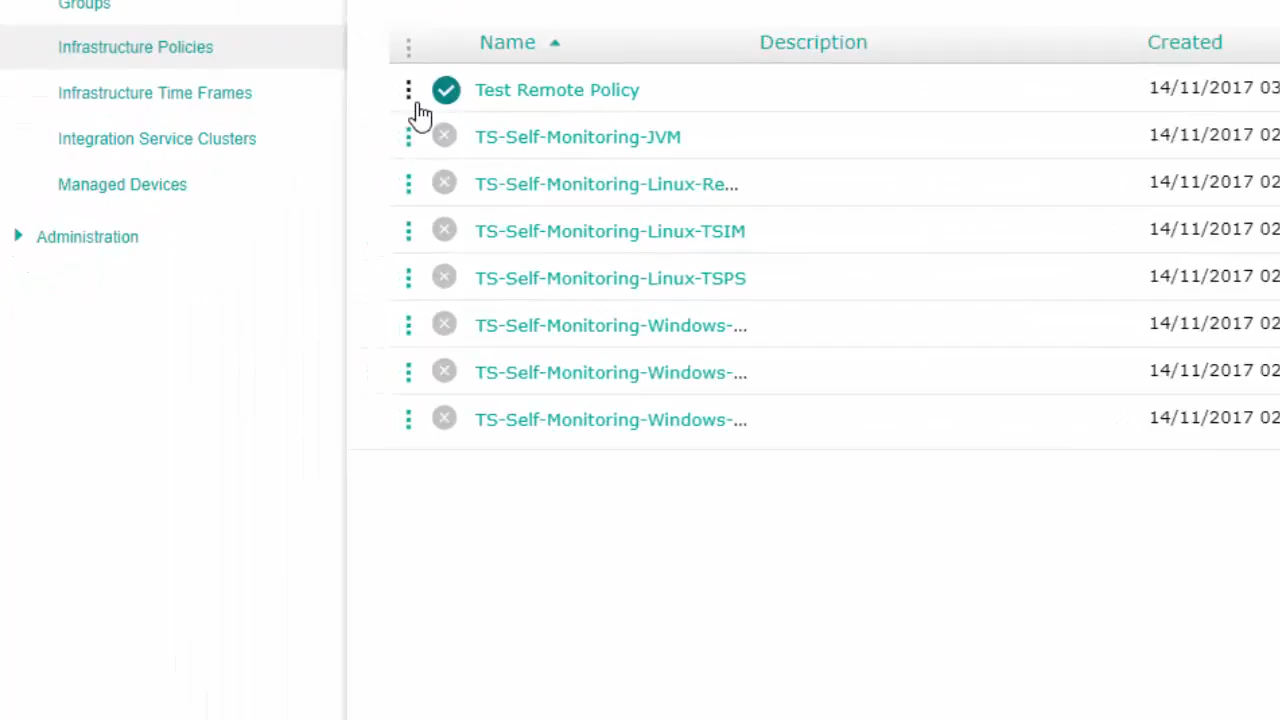 Groups
Infrastructure Policies
Infrastructure Time Frames
Integration Service Clusters
Managed Devices
Administration
Name Description Created
Test Remote Policy 14/11/2017 03
TS-Self-Monitoring-JVM 14/11/2017 02
TS-Self-Monitoring-Linux-Re... 14/11/2017 02
TS-Self-Monitoring-Linux-TSIM 14/11/2017 02
TS-Self-Monitoring-Linux-TSPS 14/11/2017 02
TS-Self-Monitoring-Windows-... 14/11/2017 02
TS-Self-Monitoring-Windows-... 14/11/2017 02
TS-Self-Monitoring-Windows-... 14/11/2017 02